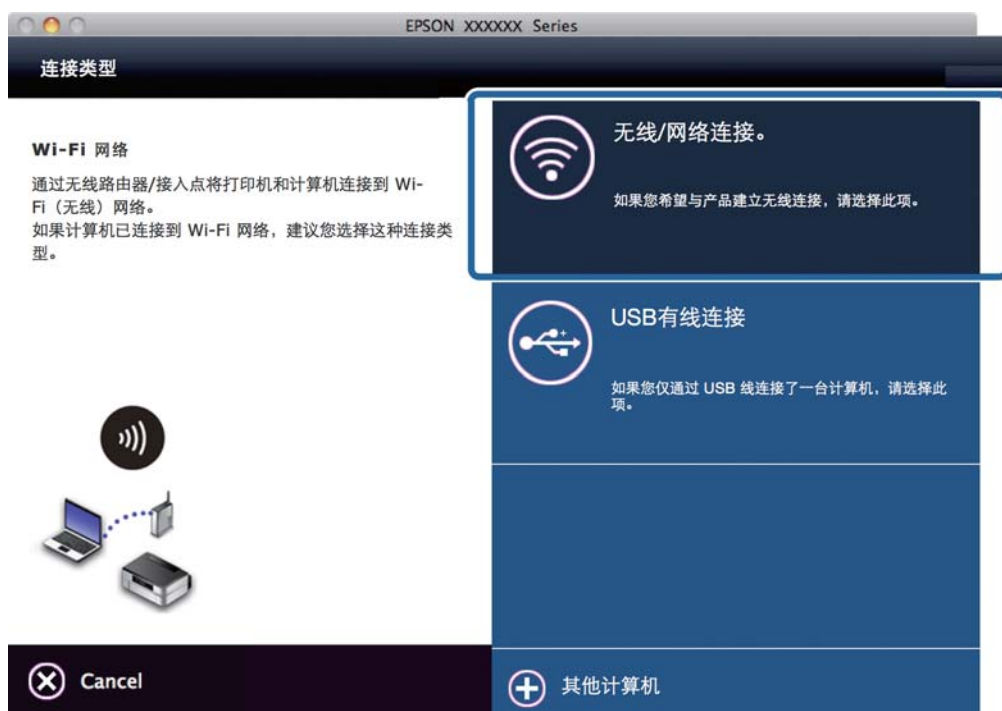 EPSON XXXXXX Series
连接类型
Wi-Fi 网络
通过无线路由器/接入点将打印机和计算机连接到 Wi-
Fi（无线）网络。
如果计算机已连接到 Wi-Fi 网络，建议您选择这种连接类
型。
无线/网络连接。
如果您希望与产品建立无线连接，请选择此项。
USB有线连接
如果您仅通过 USB 线连接了一台计算机，请选择此
项。
Cancel
其他计算机